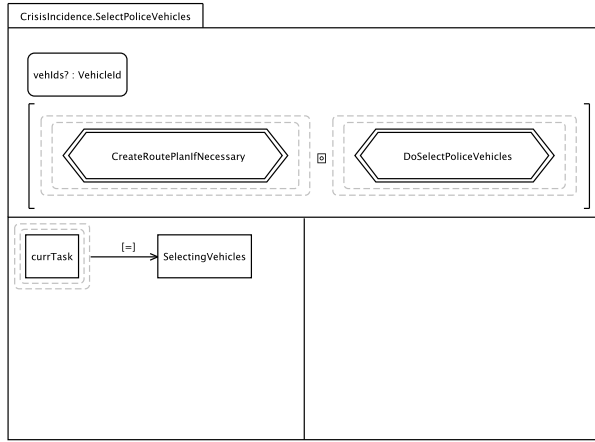 CrisisIncidence.SelectPoliceVehicles
vehIds? : VehicleId
CreateRoutePlanIfNecessary
DoSelectPoliceVehicles
currTask
[=]
SelectingVehicles